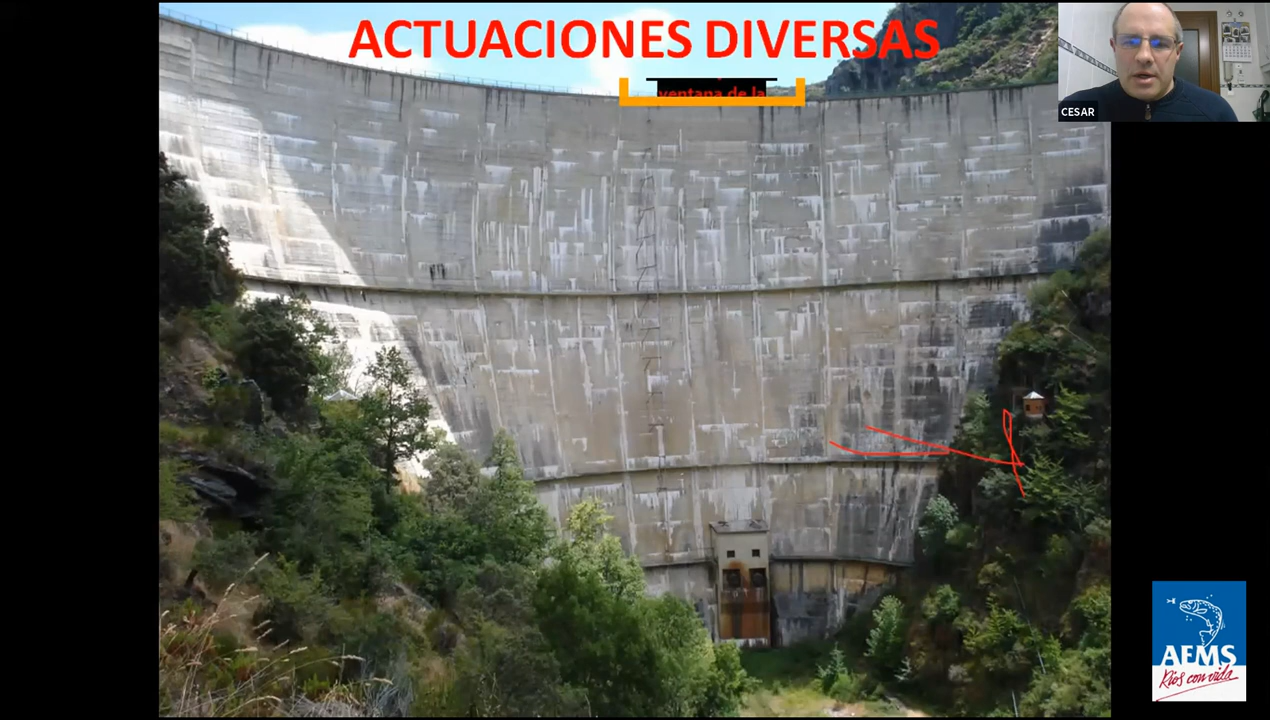 ACTUACIONES DIVERSAS
ventana de la
CESAR
AEMS
Ríos con vida